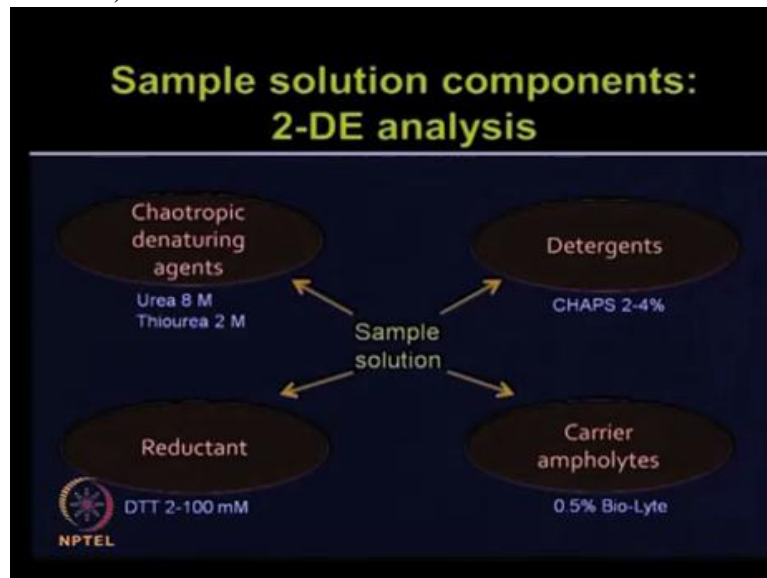 Sample solution components:
2-DE analysis
Chaotropic
denaturing
agents
Urea 8 M
Thiourea 2 M
Detergents
CHAPS 2-4%
Sample
solution
Reductant
DTT 2-100 mM
Carrier
ampholytes
0.5% Bio-Lyte
NPTEL